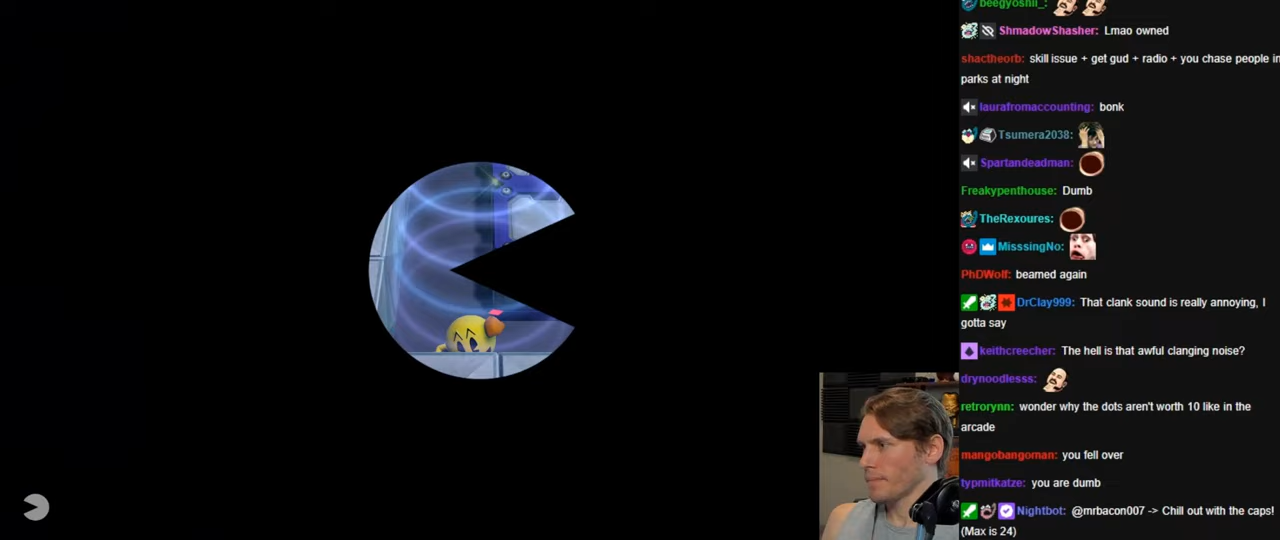 beegyoshii_:
ShmadowShasher: Lmao owned
shactheorb: skill issue + get gud + radio + you chase people in
parks at night
laurafromaccounting: bonk
Tsumera2038:
Spartandeadman:
Freakypenthouse: Dumb
TheRexoures:
MisssingNo:
PhDWolf: beamed again
DrClay999: That clank sound is really annoying, I
gotta say
keithcreecher: The hell is that awful clanging noise?
drynoodlesss:
retrorynn: wonder why the dots aren't worth 10 like in the
arcade
mangobangoman: you fell over
typmitkatze: you are dumb
Nightbot: @mrbacon007 -> Chill out with the caps!
(Max is 24)